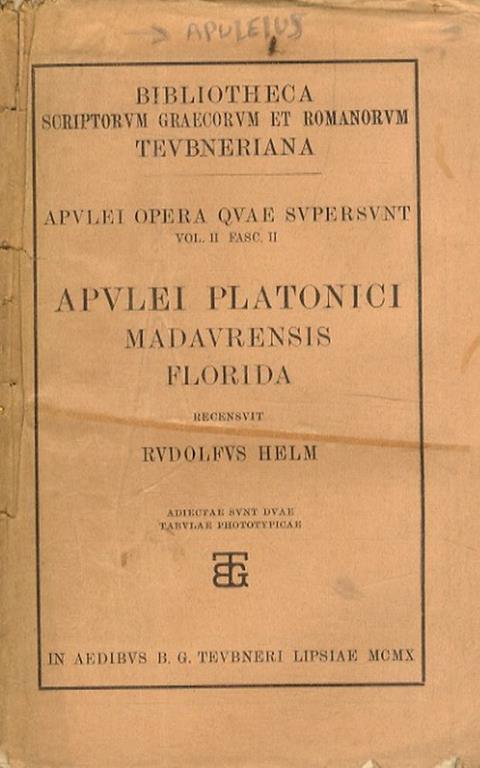 APULEIUS
BIBLIOTHECA
SCRIPTORVM GRAECORVM ET ROMANORVM
TEVBNERIANA
APVLEI OPERA QVAE SVPERSVNT
VOL. II FASC. II
APVLEI PLATONICI
MADAVRENSIS
FLORIDA
RECENSVIT
RVDOLFVS HELM
ADIECTAE SVNT DVAE
TABVLAE PHOTOTYPICAE
BTG
IN AEDIBVS B. G. TEVBNERI LIPSIAE MCMX